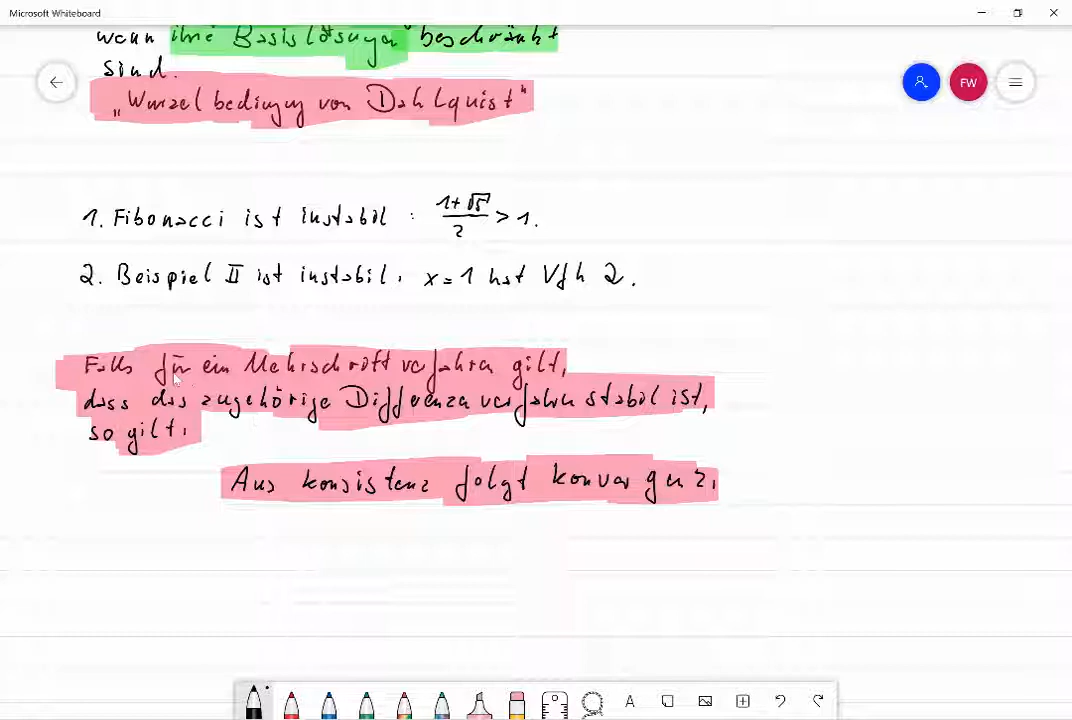 Microsoft Whiteboard
wenn ihre Basislösungen beschränkt
sind.
„Wurzelbedingung von Dahlquist“
FW
1. Fibonacci ist instabil : (1+√5)/2 > 1.
2. Beispiel II ist instabil, x=1 hat Vfh 2.
Falls für ein Mehrschrittverfahren gilt,
dass das zugehörige Differenzenverfahren stabil ist,
so gilt:
Aus Konsistenz folgt Konvergenz.
A